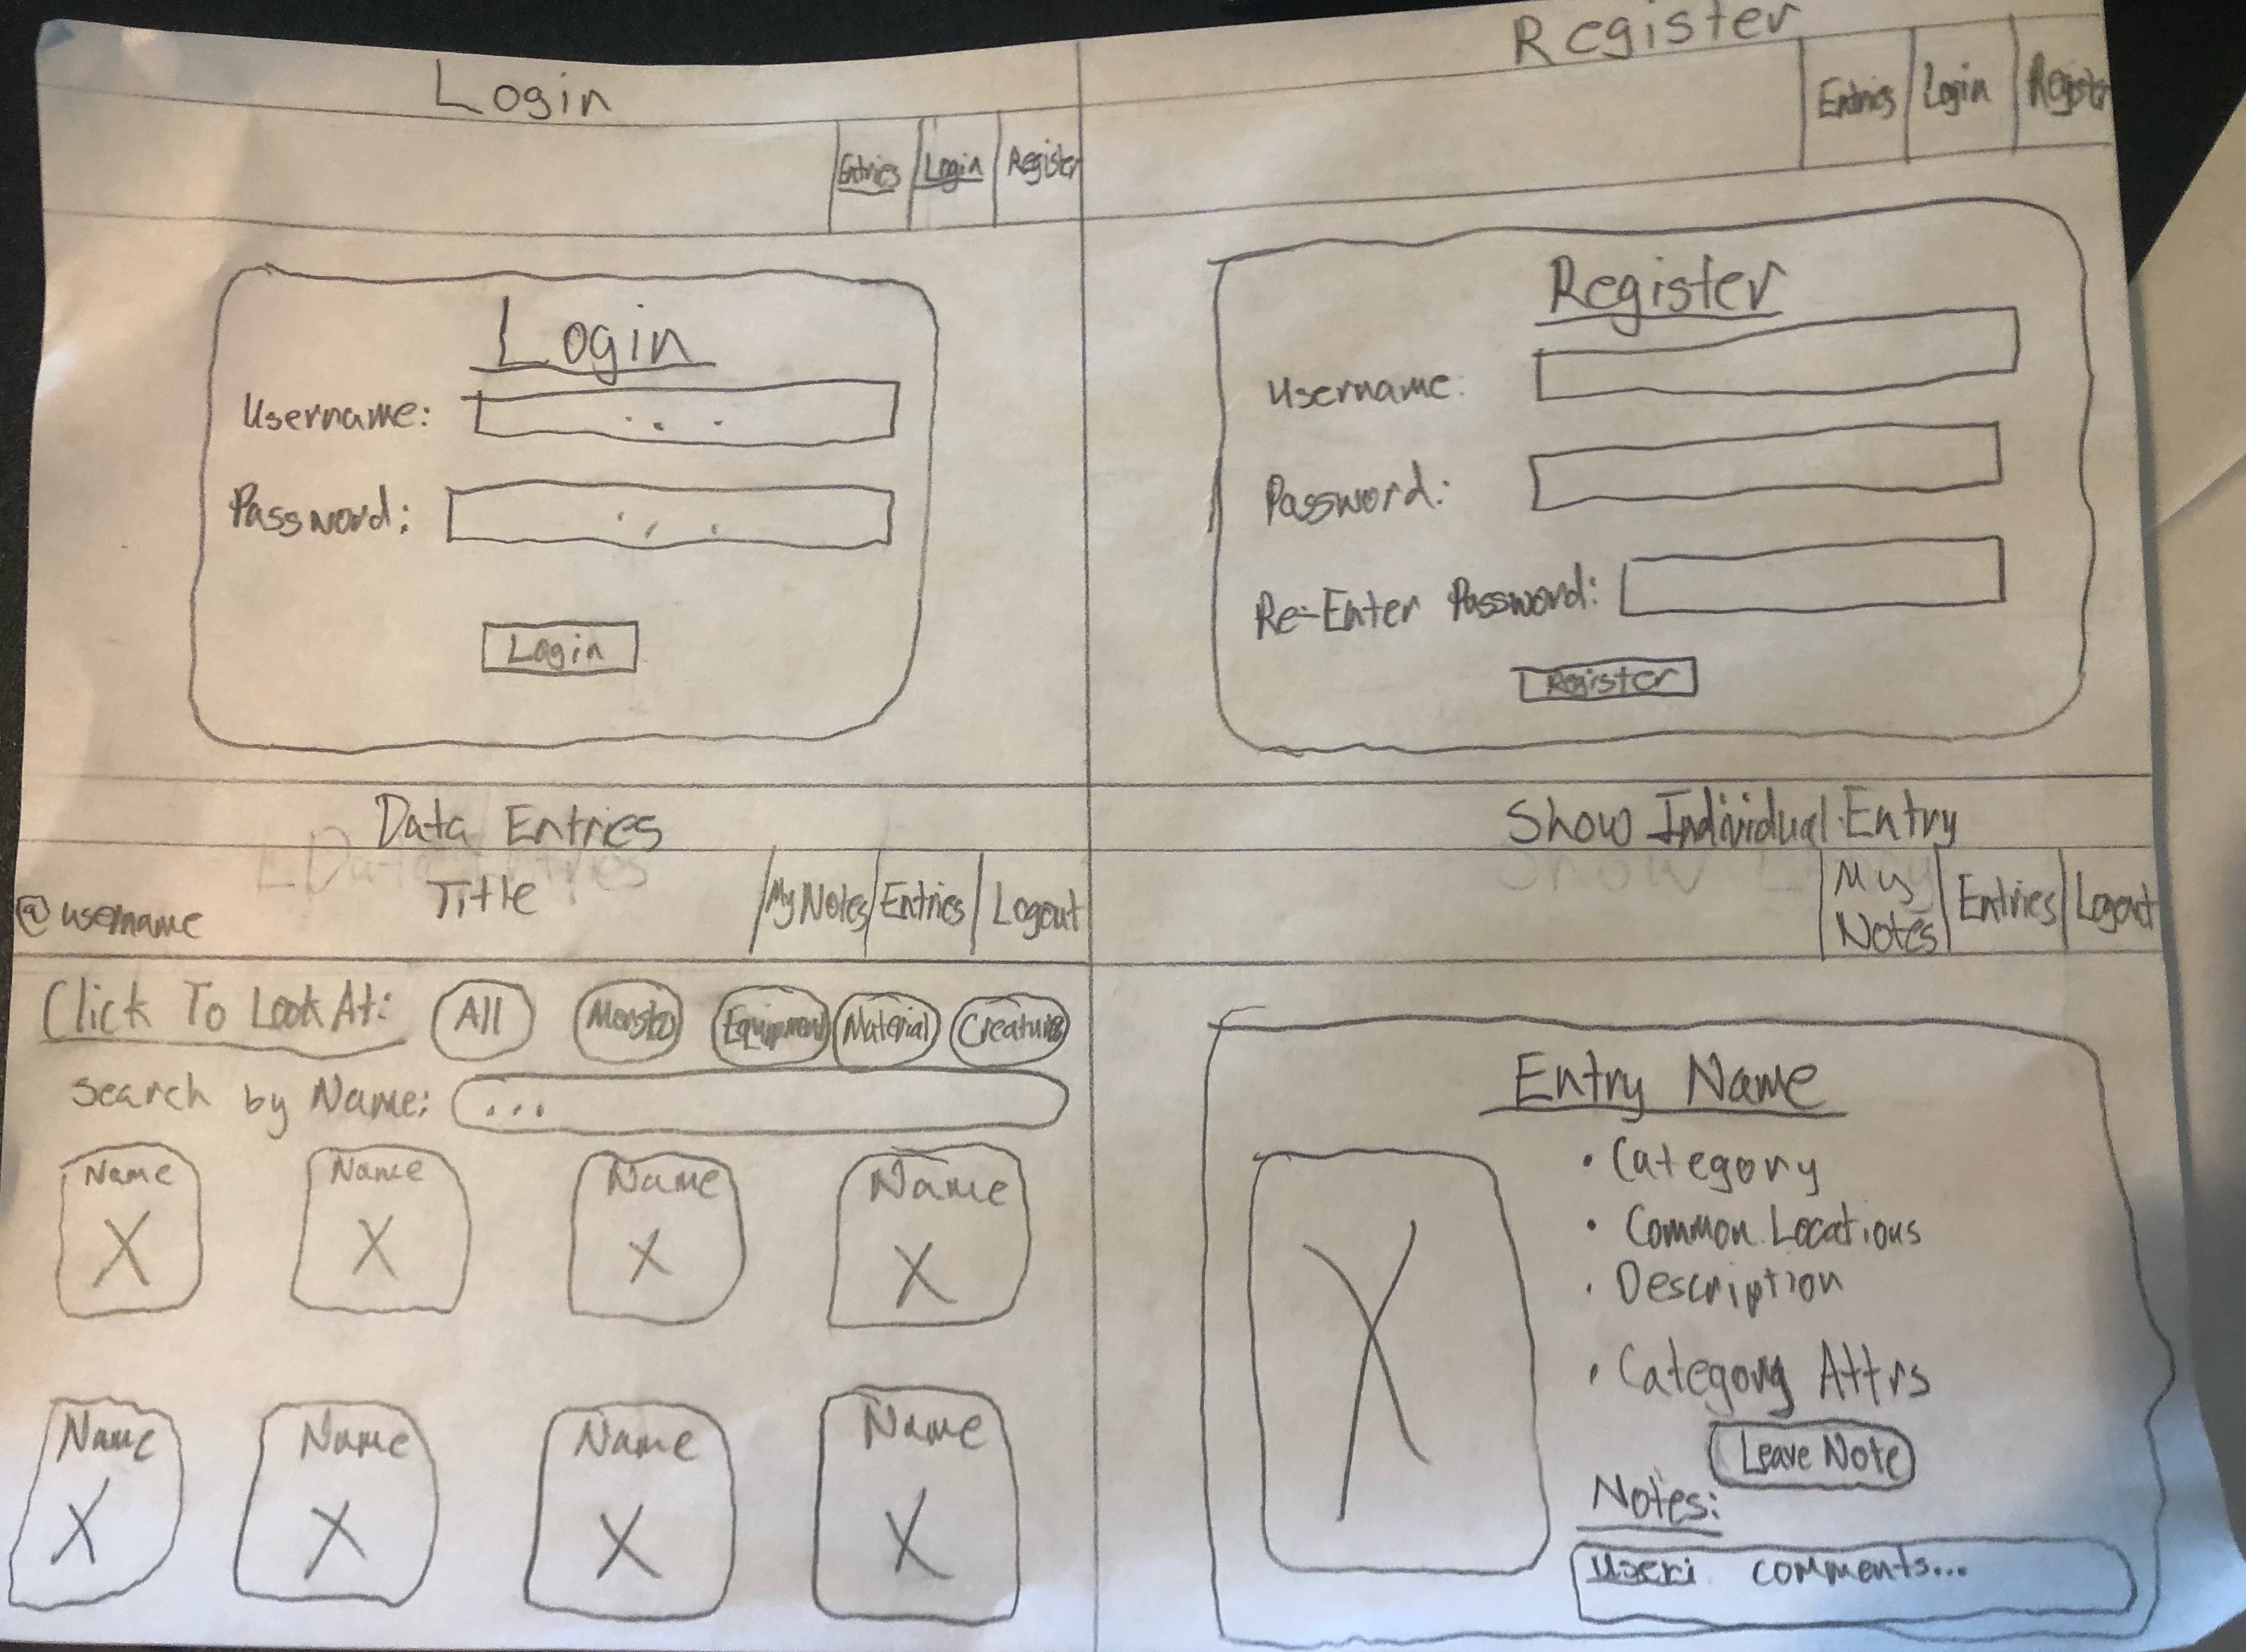 Login
Entries Login Register
Login
Username: . . .
Password: . . .
Login
Register
Entries Login Register
Register
Username:
Password:
Re-Enter Password:
Register
Data Entries
@username Title My Notes Entries Logout
Click To Look At: All Monster Equipment Material Creatures
Search by Name: ...
Name Name Name Name
X X X X
Name Name Name Name
X X X X
Show Individual Entry
My Notes Entries Logout
Entry Name
X
• Category
• Common Locations
• Description
• Category Attrs
Leave Note
Notes:
User: comments...